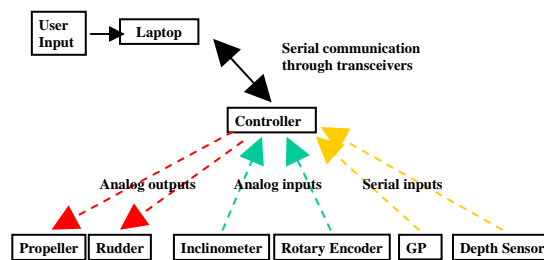 User
Input
Laptop
Serial communication
through transceivers
Controller
Analog outputs
Analog inputs
Serial inputs
Propeller
Rudder
Inclinometer
Rotary Encoder
GP
Depth Sensor